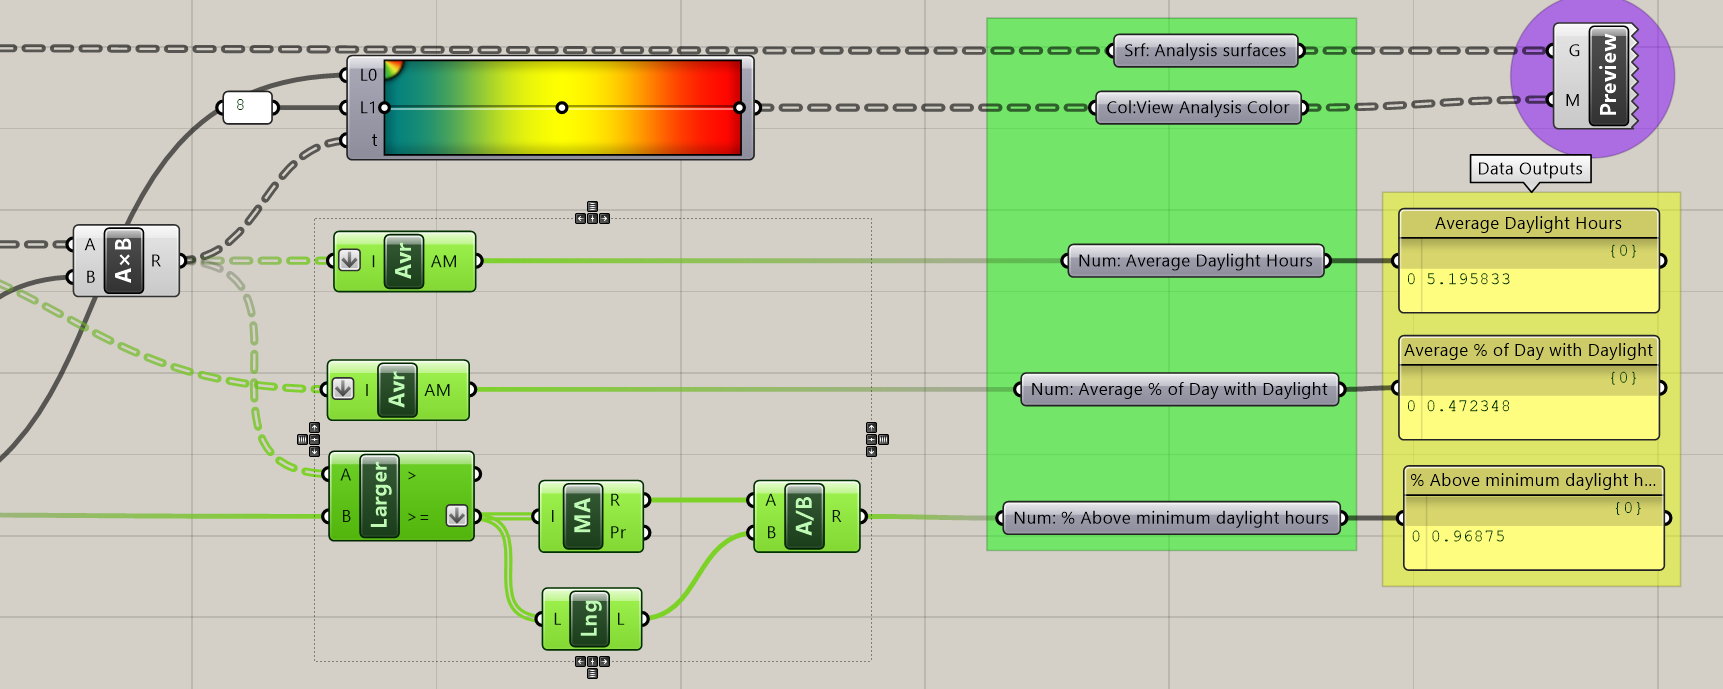 Srf: Analysis surfaces
G
M
Preview
L0
L1
t
8
Col:View Analysis Color
Data Outputs
A
B
A×B
R
I
Avr
AM
Num: Average Daylight Hours
Average Daylight Hours
{0}
0 5.195833
I
Avr
AM
Num: Average % of Day with Daylight
Average % of Day with Daylight
{0}
0 0.472348
A
B
Larger
>
>=
I
MA
R
Pr
A
B
A/B
R
Num: % Above minimum daylight hours
% Above minimum daylight h...
{0}
0 0.96875
L
Lng
L